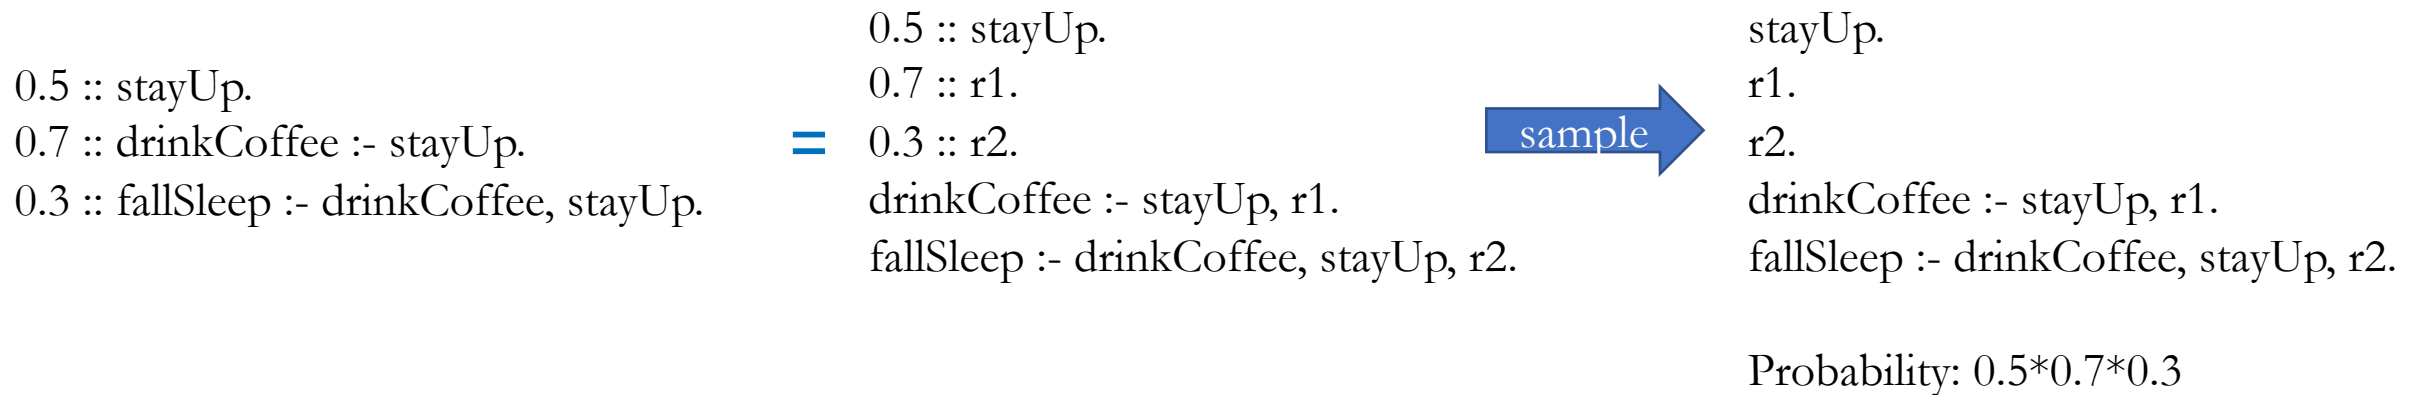 0.5 :: stayUp.
0.7 :: drinkCoffee :- stayUp.
0.3 :: fallSleep :- drinkCoffee, stayUp.
=
0.5 :: stayUp.
0.7 :: r1.
0.3 :: r2.
drinkCoffee :- stayUp, r1.
fallSleep :- drinkCoffee, stayUp, r2.
sample
stayUp.
r1.
r2.
drinkCoffee :- stayUp, r1.
fallSleep :- drinkCoffee, stayUp, r2.
Probability: 0.5*0.7*0.3